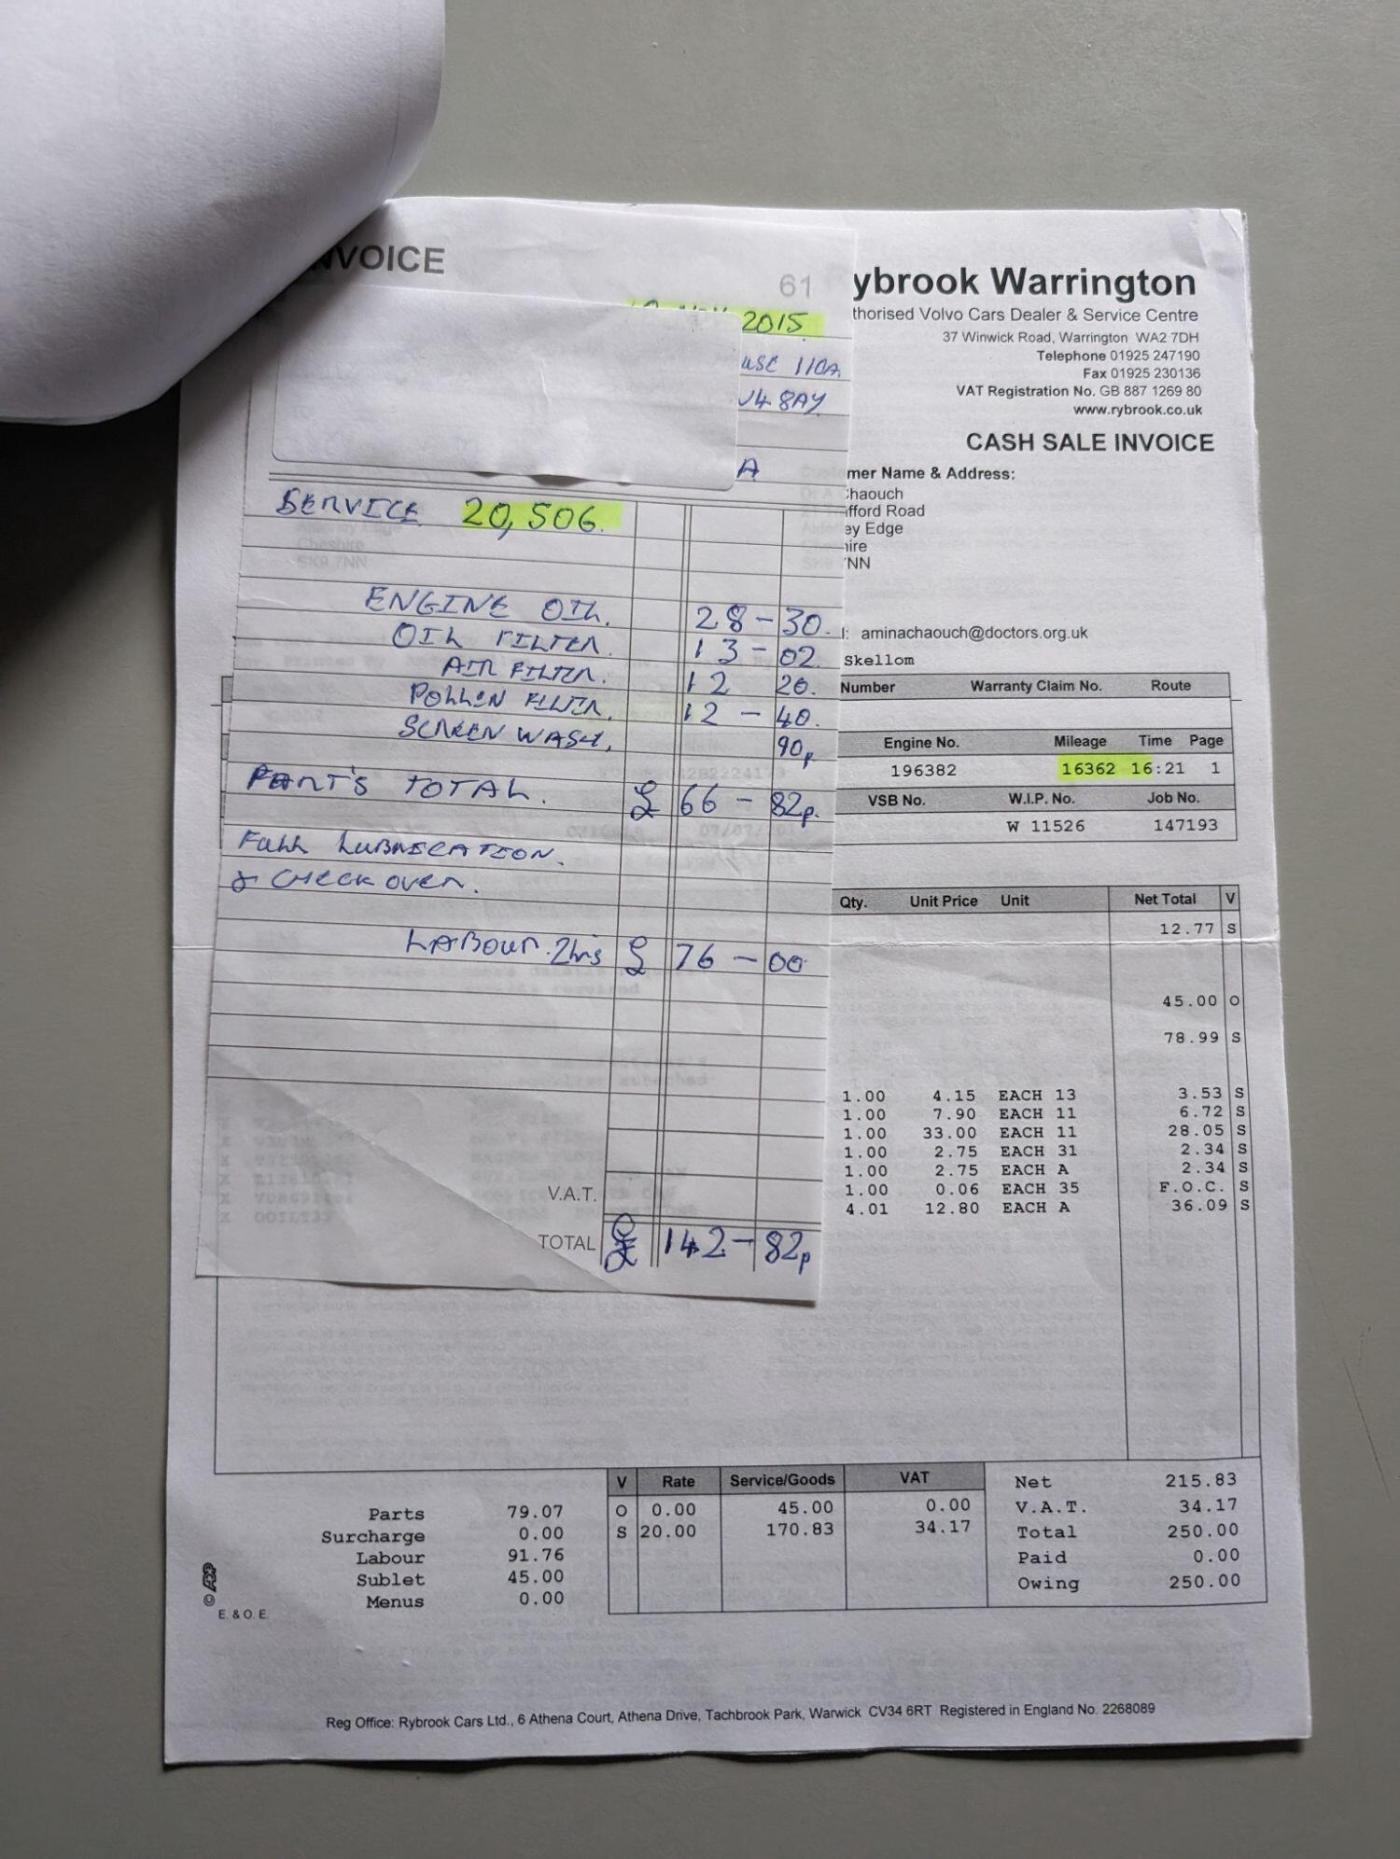 VOICE
61
2015
USE 110A
V4 8AY
A
SERVICE 20,506.
ENGINE OIL. 28-30.
OIL FILTER. 13-02.
AIR FILTER. 12 20.
POLLEN FILTER. 12-40.
SCREEN WASH. 90p
PART'S TOTAL. £ 66-82p.
FULL LUBRICATION.
& CHECK OVER.
LABOUR. 2hrs £ 76-00
V.A.T.
TOTAL £ 142-82p
ybrook Warrington
thorised Volvo Cars Dealer & Service Centre
37 Winwick Road, Warrington WA2 7DH
Telephone 01925 247190
Fax 01925 230136
VAT Registration No. GB 887 1269 80
www.rybrook.co.uk
CASH SALE INVOICE
mer Name & Address:
haouch
fford Road
ey Edge
ire
7NN
l: aminachaouch@doctors.org.uk
Skellom
Number Warranty Claim No. Route
Engine No. Mileage Time Page
196382 16362 16:21 1
VSB No. W.I.P. No. Job No.
W 11526 147193
Qty. Unit Price Unit Net Total V
12.77 S
45.00 O
78.99 S
1.00 4.15 EACH 13 3.53 S
1.00 7.90 EACH 11 6.72 S
1.00 33.00 EACH 11 28.05 S
1.00 2.75 EACH 31 2.34 S
1.00 2.75 EACH A 2.34 S
1.00 0.06 EACH 35 F.O.C. S
4.01 12.80 EACH A 36.09 S
Parts 79.07
Surcharge 0.00
Labour 91.76
Sublet 45.00
Menus 0.00
V Rate Service/Goods VAT
O 0.00 45.00 0.00
S 20.00 170.83 34.17
Net 215.83
V.A.T. 34.17
Total 250.00
Paid 0.00
Owing 250.00
© ADP
E. & O. E.
Reg Office: Rybrook Cars Ltd., 6 Athena Court, Athena Drive, Tachbrook Park, Warwick CV34 6RT Registered in England No. 2268089